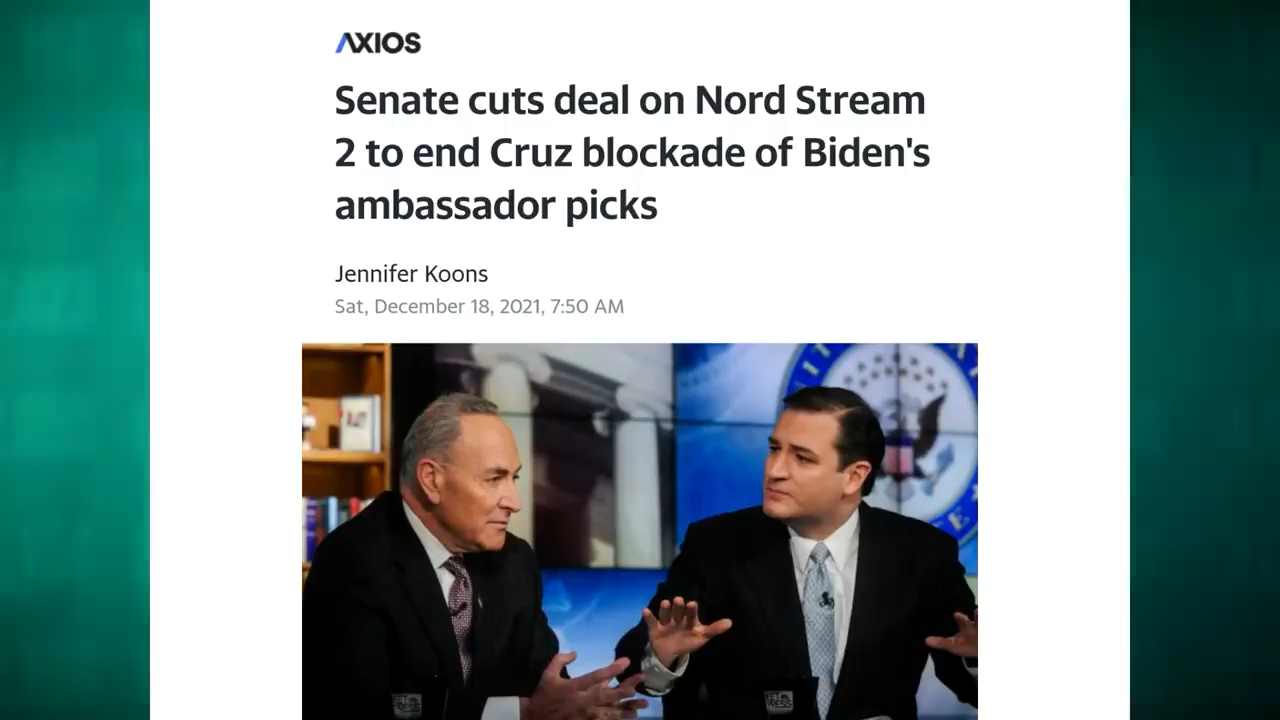 AXIOS
Senate cuts deal on Nord Stream
2 to end Cruz blockade of Biden's
ambassador picks
Jennifer Koons
Sat, December 18, 2021, 7:50 AM